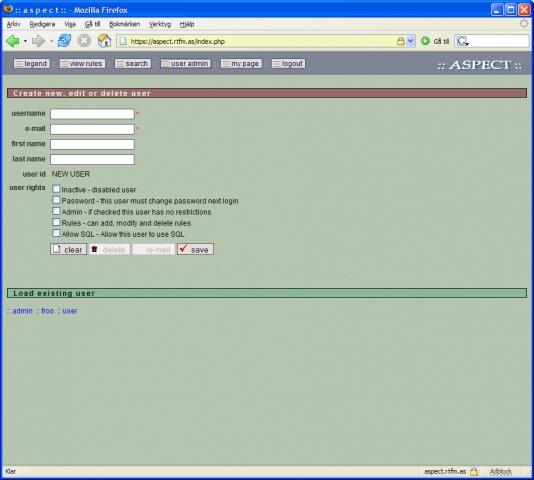 :: a s p e c t :: - Mozilla Firefox
Arkiv Redigera Visa Gå till Bokmärken Verktyg Hjälp
https://aspect.rtfm.as/index.php Gå till
legend :: view rules :: search :: user admin :: my page :: logout
:: ASPECT ::
Create new, edit or delete user
username *
e-mail *
first name
last name
user id NEW USER
user rights Inactive - disabled user
Password - this user must change password next login
Admin - if checked this user has no restrictions
Rules - can add, modify and delete rules
Allow SQL - Allow this user to use SQL
clear delete re-mail save
Load existing user
:: admin :: froo :: user
Klar aspect.rtfm.as Adblock